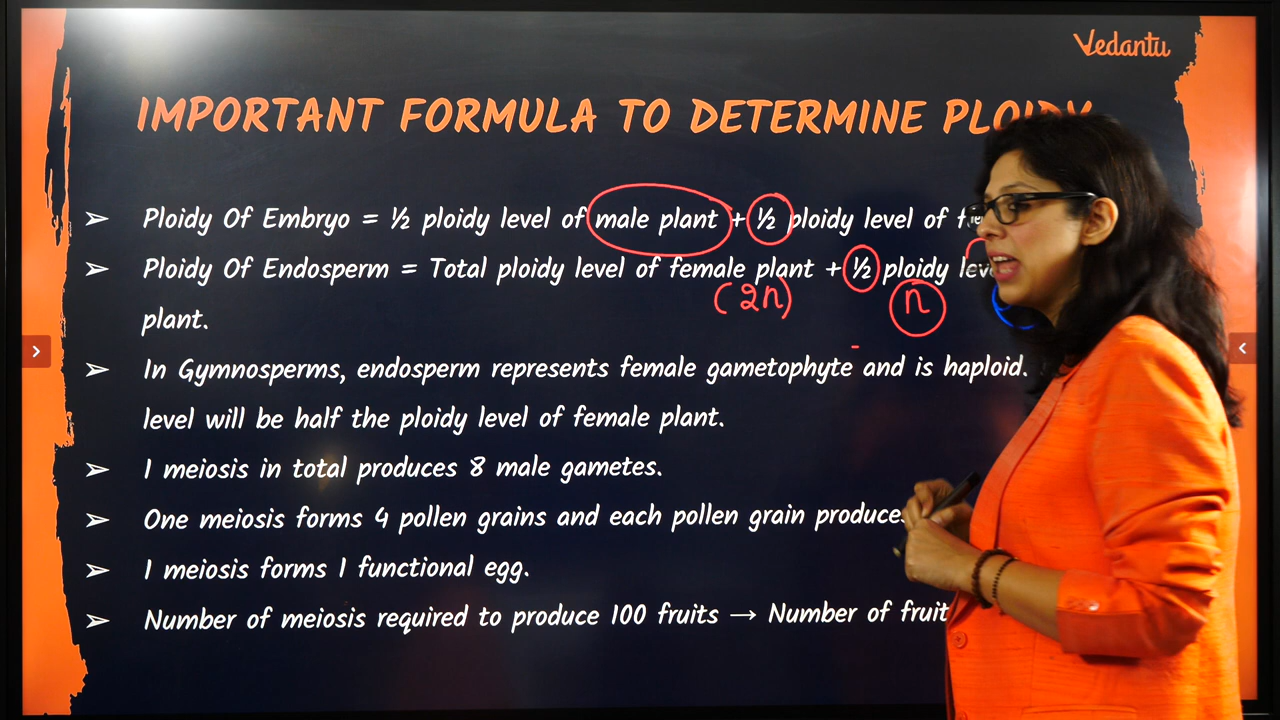 Vedantu
IMPORTANT FORMULA TO DETERMINE PLOIDY
➢ Ploidy Of Embryo = ½ ploidy level of male plant + ½ ploidy level of
➢ Ploidy Of Endosperm = Total ploidy level of female plant + ½ ploidy
(2n) n
plant.
➢ In Gymnosperms, endosperm represents female gametophyte and is haploid.
level will be half the ploidy level of female plant.
➢ 1 meiosis in total produces 8 male gametes.
➢ One meiosis forms 4 pollen grains and each pollen grain produces
➢ 1 meiosis forms 1 functional egg.
➢ Number of meiosis required to produce 100 fruits → Number of fruit